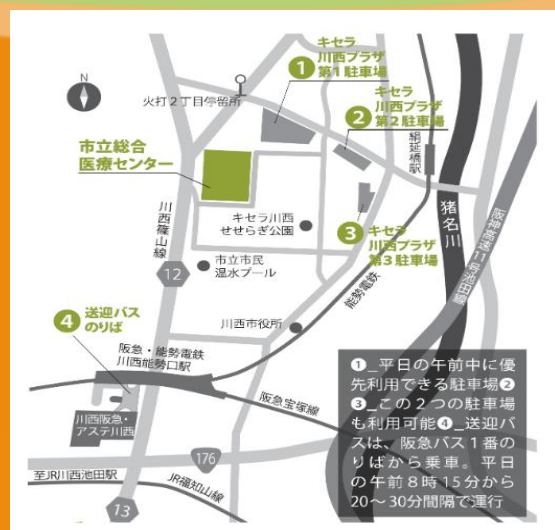 N
キセラ
川西プラザ
第1駐車場
❶
火打2丁目停留所
キセラ
川西プラザ
第2駐車場
❷
絹延橋駅
市立総合
医療センター
川西篠山線
キセラ川西
せせらぎ公園
❸
キセラ
川西プラザ
第3駐車場
猪名川
阪神高速11号池田線
12
市立市民
温水プール
能勢電鉄
❹
送迎バス
のりば
川西市役所
阪急・能勢電鉄
川西能勢口駅
阪急宝塚線
川西阪急・
アステ川西
176
至JR川西池田駅
JR福知山線
13
❶_平日の午前中に優
先利用できる駐車場❷
❸_この2つの駐車場
も利用可能❹_送迎バ
スは、阪急バス1番の
りばから乗車。平日
の午前8時15分から
20〜30分間隔で運行